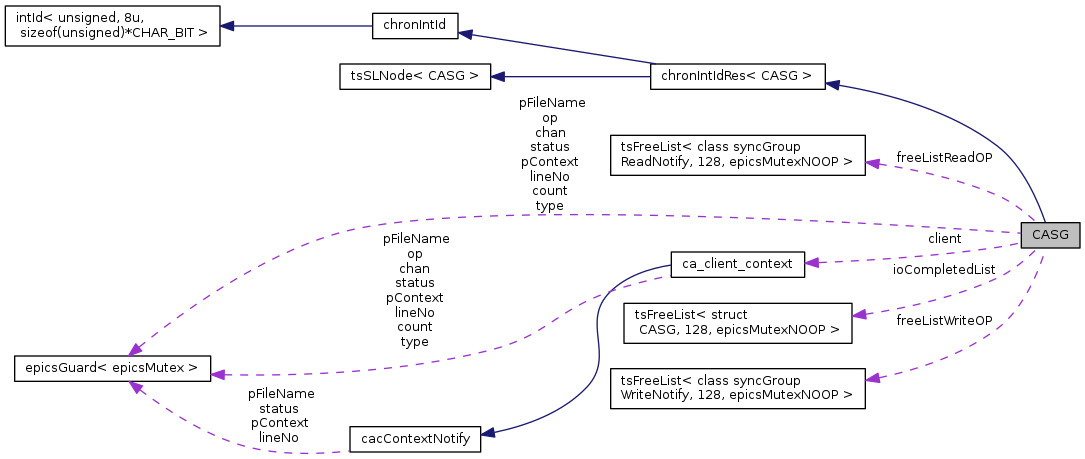 intId< unsigned, 8u,
sizeof(unsigned)*CHAR_BIT >
chronIntId
tsSLNode< CASG >
chronIntIdRes< CASG >
pFileName
op
chan
status
pContext
lineNo
count
type
tsFreeList< class syncGroup
ReadNotify, 128, epicsMutexNOOP >
freeListReadOP
CASG
client
pFileName
op
chan
status
pContext
lineNo
count
type
ca_client_context
ioCompletedList
tsFreeList< struct
CASG, 128, epicsMutexNOOP >
freeListWriteOP
epicsGuard< epicsMutex >
tsFreeList< class syncGroup
WriteNotify, 128, epicsMutexNOOP >
pFileName
status
pContext
lineNo
cacContextNotify